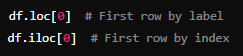 df.loc[0]  # First row by label
df.iloc[0]  # First row by index